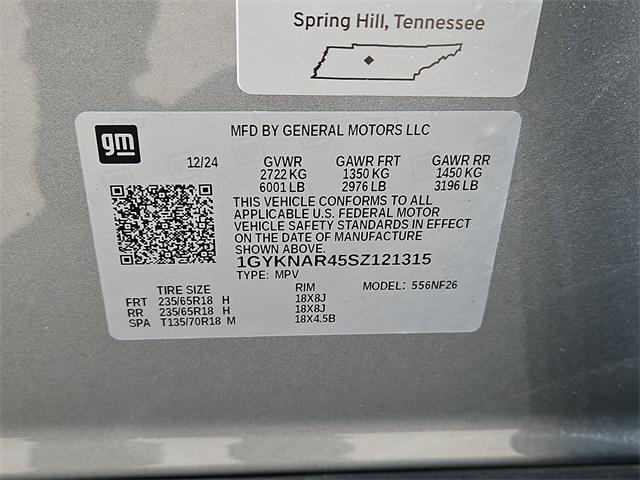 Spring Hill, Tennessee
gm
MFD BY GENERAL MOTORS LLC
12/24 GVWR GAWR FRT GAWR RR
2722 KG 1350 KG 1450 KG
6001 LB 2976 LB 3196 LB
THIS VEHICLE CONFORMS TO ALL
APPLICABLE U.S. FEDERAL MOTOR
VEHICLE SAFETY STANDARDS IN EFFECT
ON THE DATE OF MANUFACTURE
SHOWN ABOVE.
1GYKNAR45SZ121315
TYPE: MPV
TIRE SIZE RIM MODEL: 556NF26
FRT 235/65R18 H 18X8J
RR 235/65R18 H 18X8J
SPA T135/70R18 M 18X4.5B